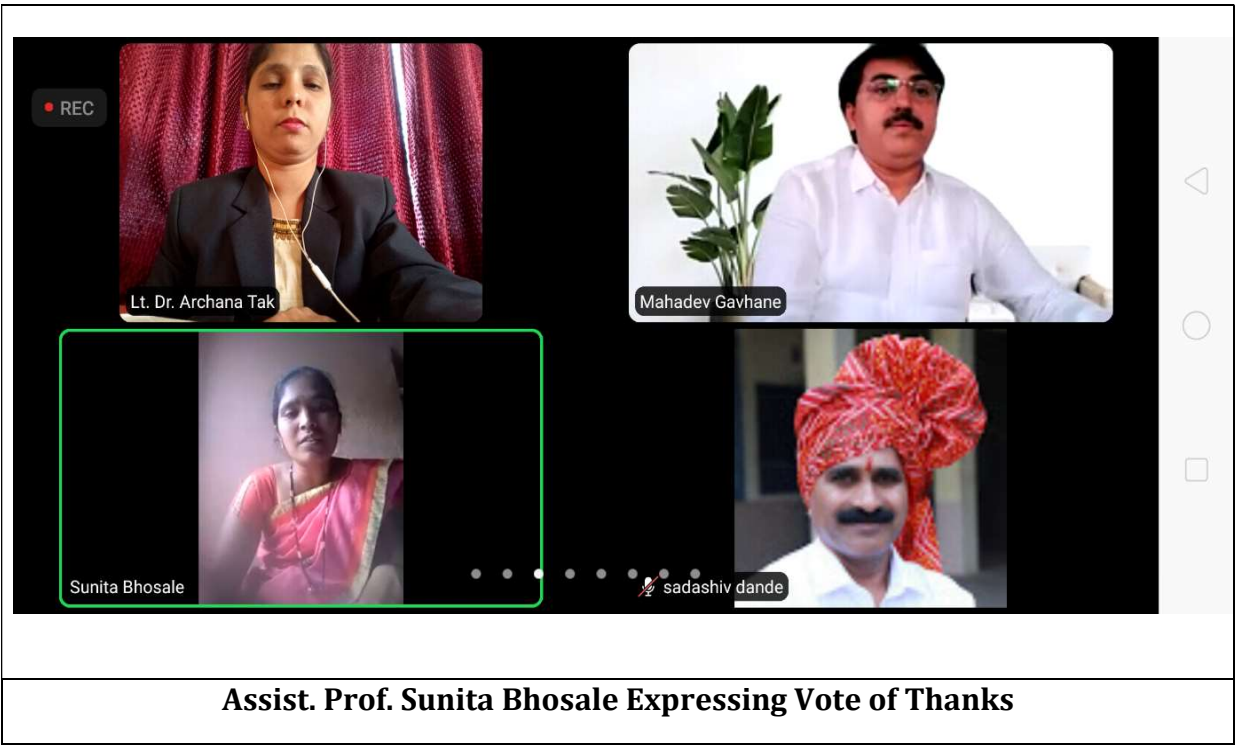 REC
Lt. Dr. Archana Tak
Mahadev Gavhane
Sunita Bhosale
sadashiv dande
Assist. Prof. Sunita Bhosale Expressing Vote of Thanks